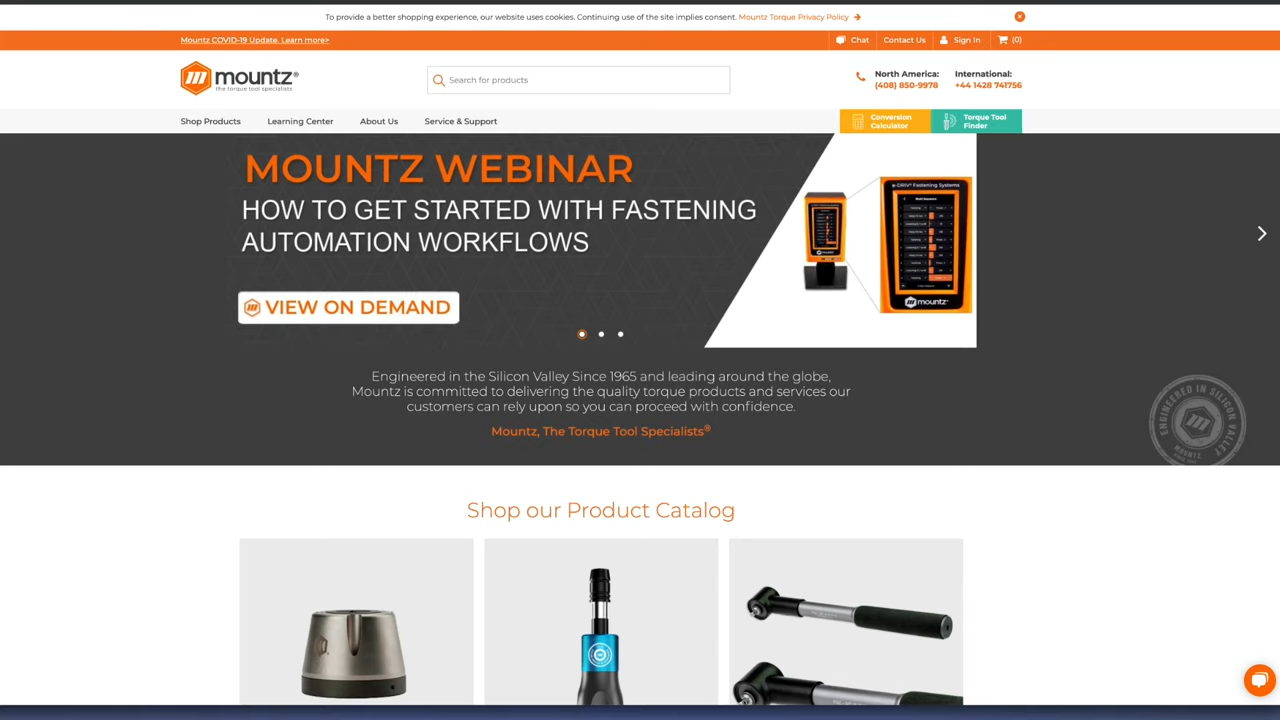 To provide a better shopping experience, our website uses cookies. Continuing use of the site implies consent. Mountz Torque Privacy Policy
Mountz COVID-19 Update. Learn more>
Chat
Contact Us
Sign In
(0)
mountz®
the torque tool specialists
Search for products
North America:
(408) 850-9978
International:
+44 1428 741756
Shop Products
Learning Center
About Us
Service & Support
Conversion
Calculator
Torque Tool
Finder
MOUNTZ WEBINAR
HOW TO GET STARTED WITH FASTENING
AUTOMATION WORKFLOWS
VIEW ON DEMAND
e-DRIV® Fastening Systems
mountz
Engineered in the Silicon Valley Since 1965 and leading around the globe,
Mountz is committed to delivering the quality torque products and services our
customers can rely upon so you can proceed with confidence.
Mountz, The Torque Tool Specialists®
ENGINEERED IN SILICON VALLEY
MOUNTZ
Shop our Product Catalog